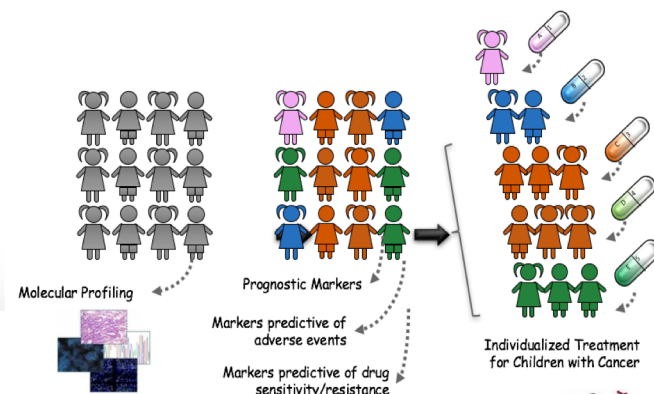 Molecular Profiling
Prognostic Markers
Markers predictive of
adverse events
Markers predictive of drug
sensitivity/resistance
Individualized Treatment
for Children with Cancer
A
B
C
D